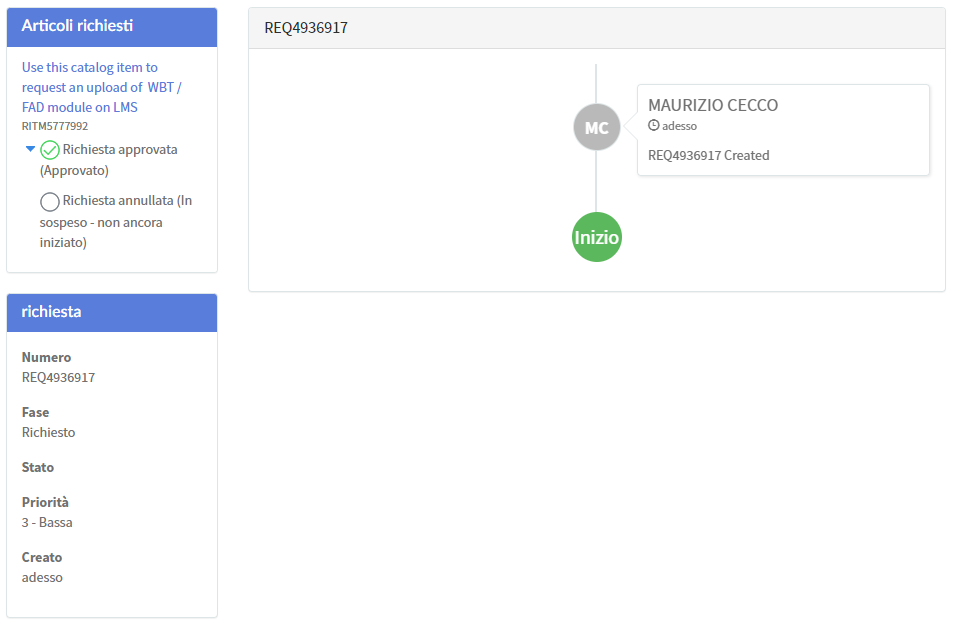 Articoli richiesti
Use this catalog item to
request an upload of WBT /
FAD module on LMS
RITM5777992
Richiesta approvata
(Approvato)
Richiesta annullata (In
sospeso - non ancora
iniziato)
richiesta
Numero
REQ4936917
Fase
Richiesto
Stato
Priorità
3 - Bassa
Creato
adesso
REQ4936917
MC
MAURIZIO CECCO
adesso
REQ4936917 Created
Inizio